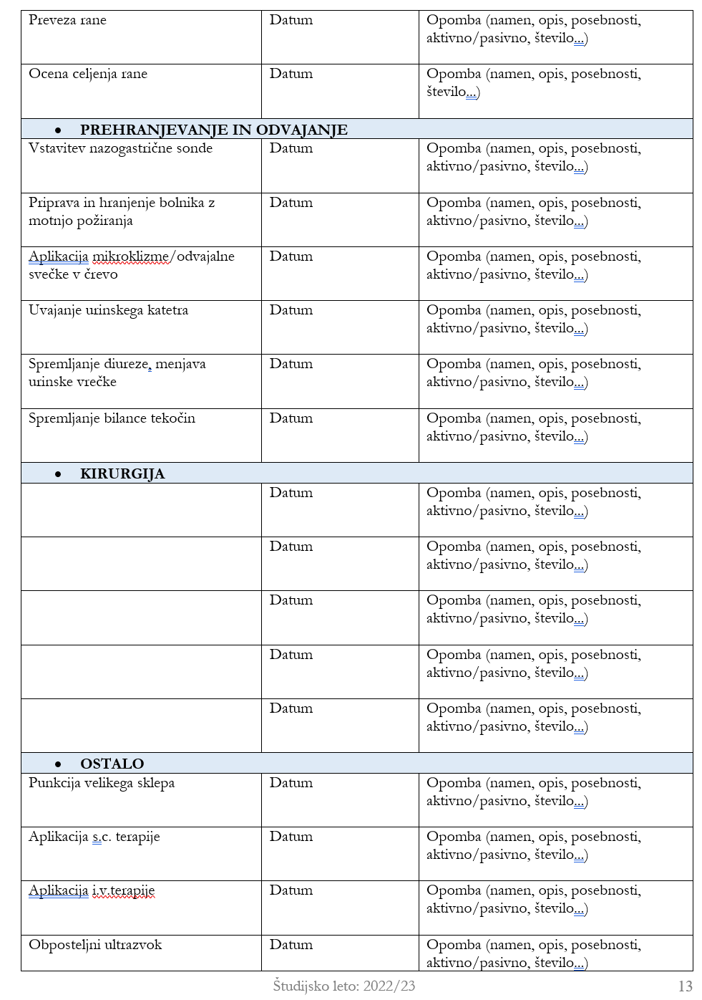 Preveza rane
Datum
Opomba (namen, opis, posebnosti,
aktivno/pasivno, število...)
Ocena celjenja rane
Datum
Opomba (namen, opis, posebnosti,
število...)
• PREHRANJEVANJE IN ODVAJANJE
Vstavitev nazogastrične sonde
Datum
Opomba (namen, opis, posebnosti,
aktivno/pasivno, število...)
Priprava in hranjenje bolnika z
motnjo požiranja
Datum
Opomba (namen, opis, posebnosti,
aktivno/pasivno, število...)
Aplikacija mikroklizme/odvajalne
svečke v črevo
Datum
Opomba (namen, opis, posebnosti,
aktivno/pasivno, število...)
Uvajanje urinskega katetra
Datum
Opomba (namen, opis, posebnosti,
aktivno/pasivno, število...)
Spremljanje diureze, menjava
urinske vrečke
Datum
Opomba (namen, opis, posebnosti,
aktivno/pasivno, število...)
Spremljanje bilance tekočin
Datum
Opomba (namen, opis, posebnosti,
aktivno/pasivno, število...)
• KIRURGIJA
Datum
Opomba (namen, opis, posebnosti,
aktivno/pasivno, število...)
Datum
Opomba (namen, opis, posebnosti,
aktivno/pasivno, število...)
Datum
Opomba (namen, opis, posebnosti,
aktivno/pasivno, število...)
Datum
Opomba (namen, opis, posebnosti,
aktivno/pasivno, število...)
Datum
Opomba (namen, opis, posebnosti,
aktivno/pasivno, število...)
• OSTALO
Punkcija velikega sklepa
Datum
Opomba (namen, opis, posebnosti,
aktivno/pasivno, število...)
Aplikacija s.c. terapije
Datum
Opomba (namen, opis, posebnosti,
aktivno/pasivno, število...)
Aplikacija i.v.terapije
Datum
Opomba (namen, opis, posebnosti,
aktivno/pasivno, število...)
Obposteljni ultrazvok
Datum
Opomba (namen, opis, posebnosti,
aktivno/pasivno, število...)
Študijsko leto: 2022/23
13